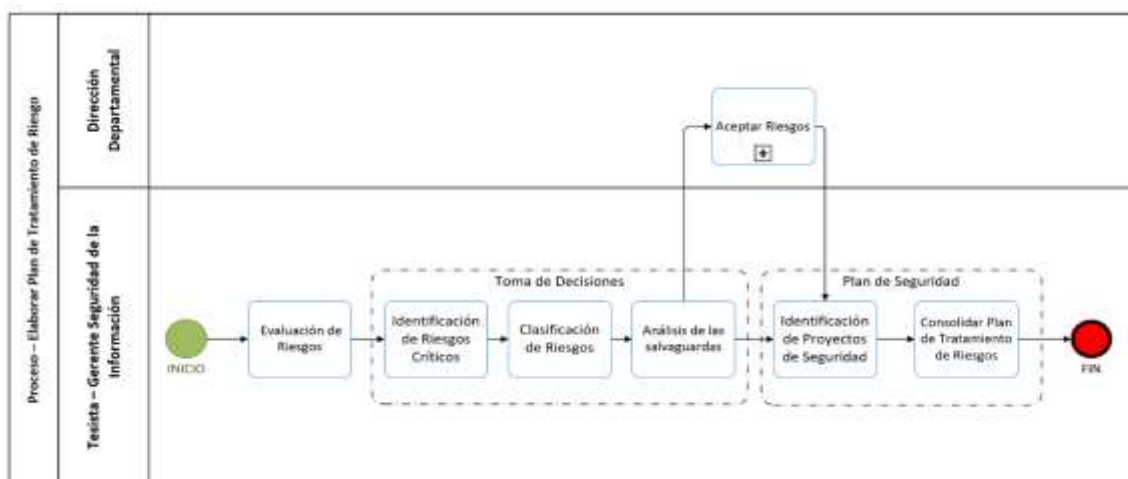 Proceso – Elaborar Plan de Tratamiento de Riesgo
Dirección
Departamental
Aceptar Riesgos
Tesista – Gerente Seguridad de la
Información
INICIO
Evaluación de
Riesgos
Toma de Decisiones
Identificación
de Riesgos
Críticos
Clasificación
de Riesgos
Análisis de las
salvaguardas
Plan de Seguridad
Identificación
de Proyectos
de Seguridad
Consolidar Plan
de Tratamiento
de Riesgos
FIN